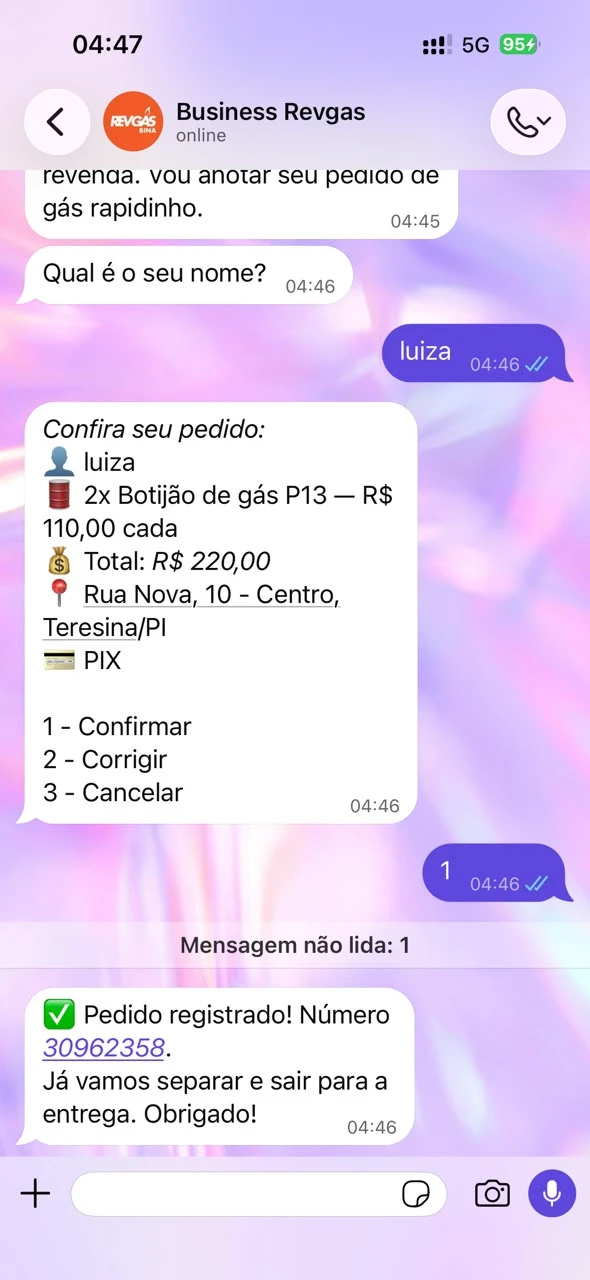 04:47
5G
95
REVGÁS
BINA
Business Revgas
online
revenda. Vou anotar seu pedido de
gás rapidinho.
04:45
Qual é o seu nome?
04:46
luiza
04:46
Confira seu pedido:
luiza
2x Botijão de gás P13 — R$
110,00 cada
Total: R$ 220,00
Rua Nova, 10 - Centro,
Teresina/PI
PIX
1 - Confirmar
2 - Corrigir
3 - Cancelar
04:46
1
04:46
Mensagem não lida: 1
Pedido registrado! Número
30962358.
Já vamos separar e sair para a
entrega. Obrigado!
04:46